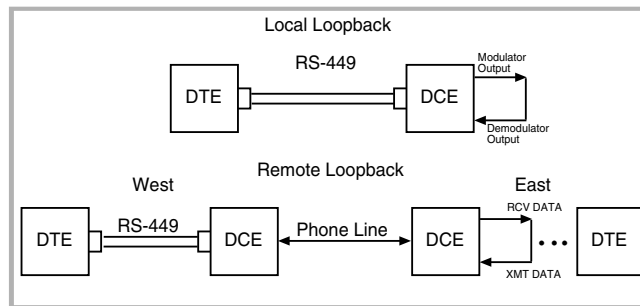 Local Loopback
RS-449
DTE
DCE
Modulator
Output
Demodulator
Output
Remote Loopback
West
East
RS-449
DTE
DCE
Phone Line
DCE
RCV DATA
XMT DATA
DTE